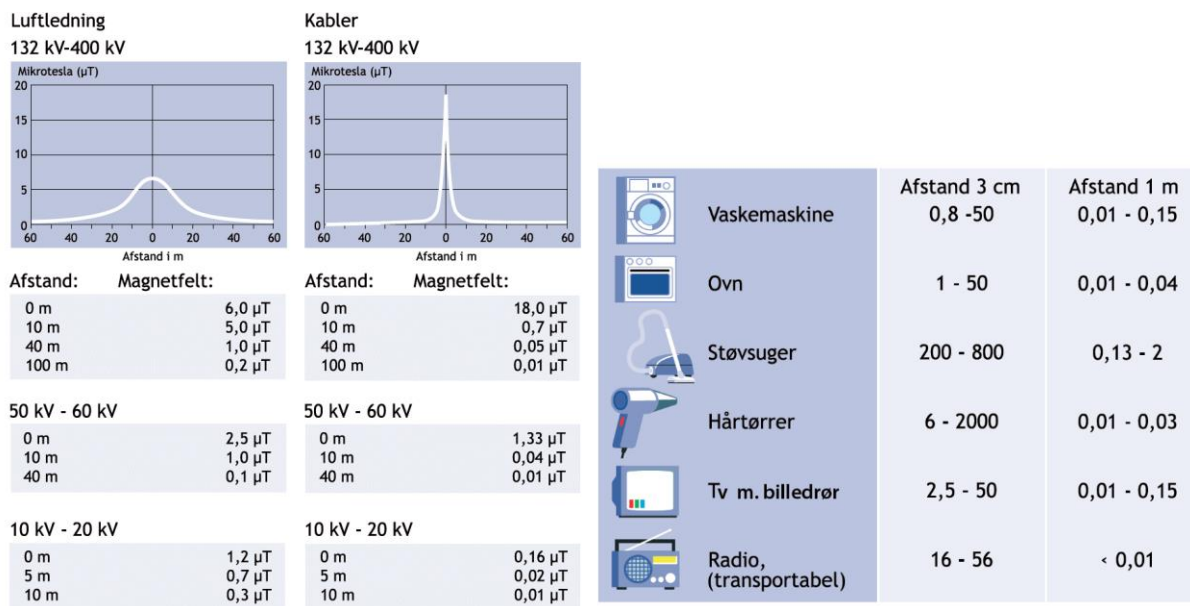 Luftledning
132 kV-400 kV
Mikrotesla (µT)
20
15
10
5
0
60 40 20 0 20 40 60
Afstand i m
Afstand: Magnetfelt:
0 m 6,0 µT
10 m 5,0 µT
40 m 1,0 µT
100 m 0,2 µT
50 kV - 60 kV
0 m 2,5 µT
10 m 1,0 µT
40 m 0,1 µT
10 kV - 20 kV
0 m 1,2 µT
5 m 0,7 µT
10 m 0,3 µT
Kabler
132 kV-400 kV
Mikrotesla (µT)
20
15
10
5
0
60 40 20 0 20 40 60
Afstand i m
Afstand: Magnetfelt:
0 m 18,0 µT
10 m 0,7 µT
40 m 0,05 µT
100 m 0,01 µT
50 kV - 60 kV
0 m 1,33 µT
10 m 0,04 µT
40 m 0,01 µT
10 kV - 20 kV
0 m 0,16 µT
5 m 0,02 µT
10 m 0,01 µT
Afstand 3 cm Afstand 1 m
Vaskemaskine 0,8 -50 0,01 - 0,15
Ovn 1 - 50 0,01 - 0,04
Støvsuger 200 - 800 0,13 - 2
Hårtørrer 6 - 2000 0,01 - 0,03
Tv m. billedrør 2,5 - 50 0,01 - 0,15
Radio,
(transportabel) 16 - 56 < 0,01